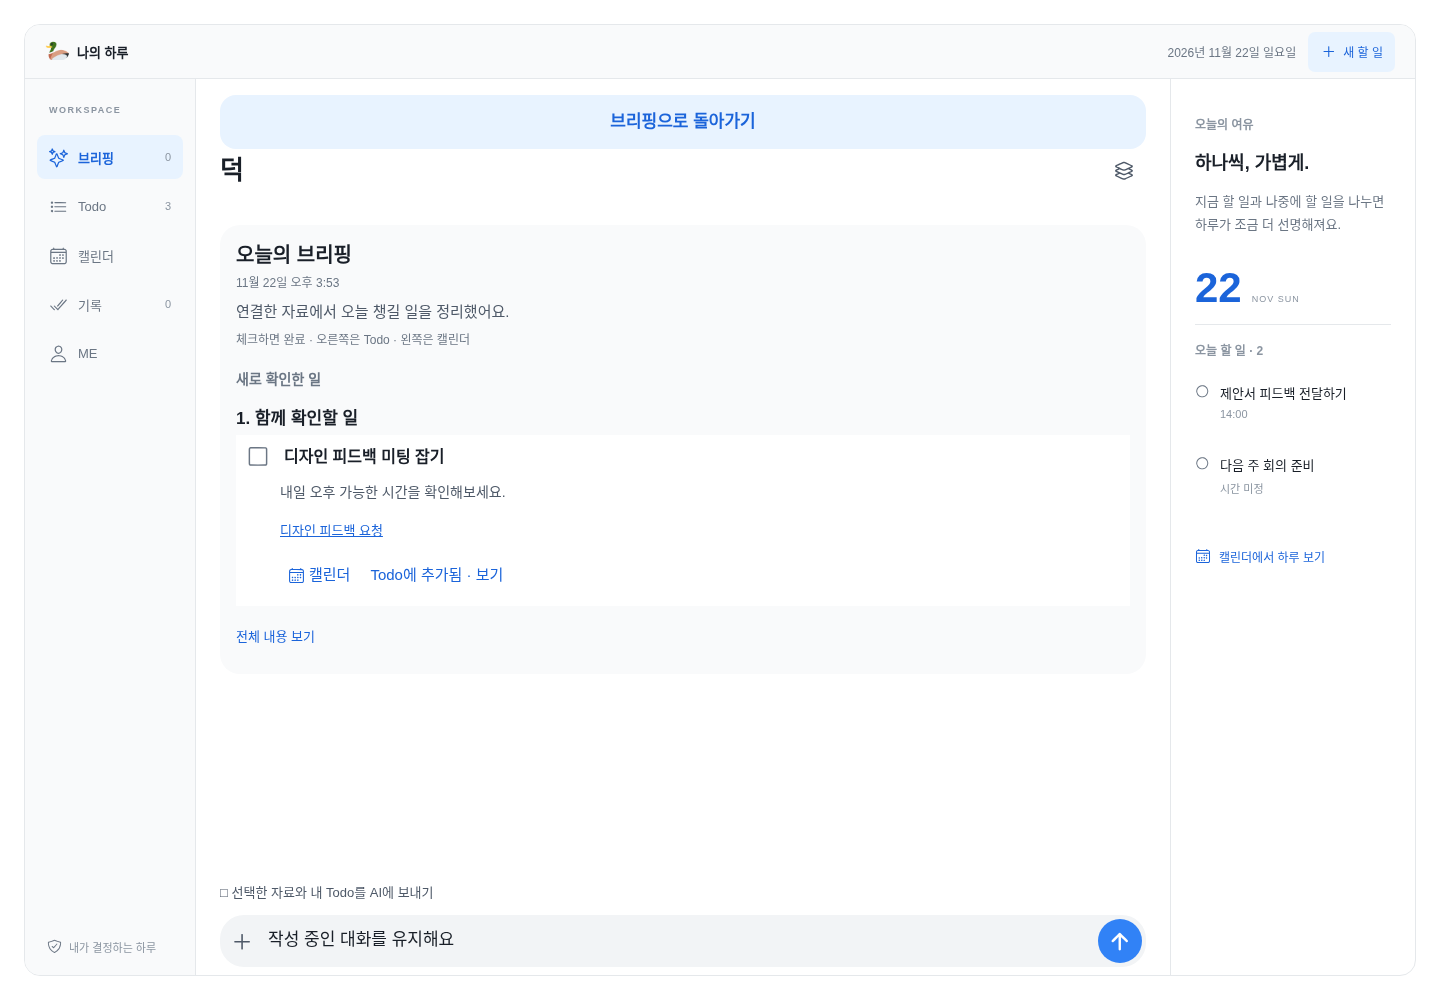 나의 하루
2026년 11월 22일 일요일
새 할 일
WORKSPACE
브리핑 0
Todo 3
캘린더
기록 0
ME
내가 결정하는 하루
브리핑으로 돌아가기
덕
오늘의 브리핑
11월 22일 오후 3:53
연결한 자료에서 오늘 챙길 일을 정리했어요.
체크하면 완료 · 오른쪽은 Todo · 왼쪽은 캘린더
새로 확인한 일
1. 함께 확인할 일
디자인 피드백 미팅 잡기
내일 오후 가능한 시간을 확인해보세요.
디자인 피드백 요청
캘린더 Todo에 추가됨 · 보기
전체 내용 보기
□ 선택한 자료와 내 Todo를 AI에 보내기
작성 중인 대화를 유지해요
오늘의 여유
하나씩, 가볍게.
지금 할 일과 나중에 할 일을 나누면
하루가 조금 더 선명해져요.
22 NOV SUN
오늘 할 일 · 2
제안서 피드백 전달하기
14:00
다음 주 회의 준비
시간 미정
캘린더에서 하루 보기